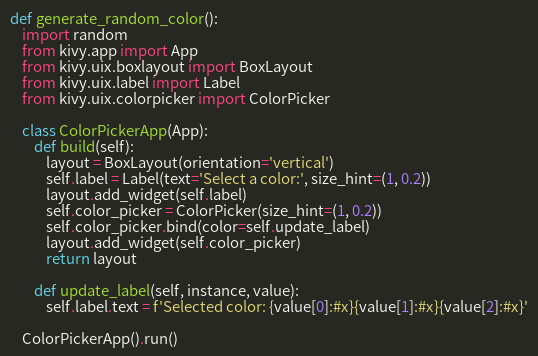 def generate_random_color():
    import random
    from kivy.app import App
    from kivy.uix.boxlayout import BoxLayout
    from kivy.uix.label import Label
    from kivy.uix.colorpicker import ColorPicker

    class ColorPickerApp(App):
        def build(self):
            layout = BoxLayout(orientation='vertical')
            self.label = Label(text='Select a color:', size_hint=(1, 0.2))
            layout.add_widget(self.label)
            self.color_picker = ColorPicker(size_hint=(1, 0.2))
            self.color_picker.bind(color=self.update_label)
            layout.add_widget(self.color_picker)
            return layout

        def update_label(self, instance, value):
            self.label.text = f'Selected color: {value[0]:#x}{value[1]:#x}{value[2]:#x}'

    ColorPickerApp().run()